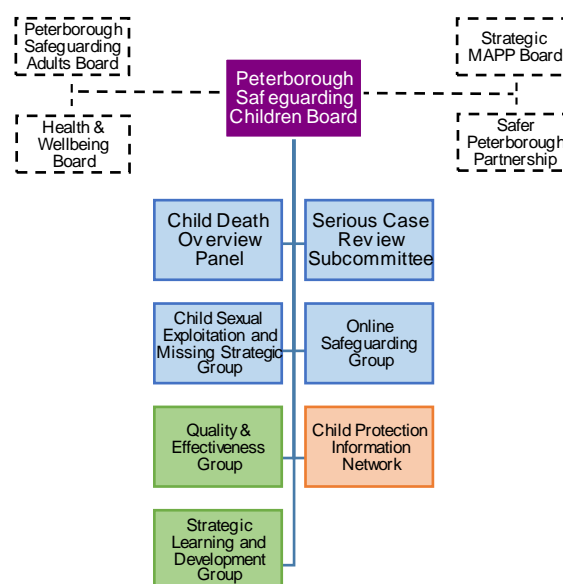 Peterborough
Safeguarding
Adults Board
Health &
Wellbeing
Board
Peterborough
Safeguarding
Children Board
Strategic
MAPP Board
Safer
Peterborough
Partnership
Child Death
Overview
Panel
Serious Case
Review
Subcommittee
Child Sexual
Exploitation and
Missing Strategic
Group
Online
Safeguarding
Group
Quality &
Effectiveness
Group
Child Protection
Information
Network
Strategic
Learning and
Development
Group